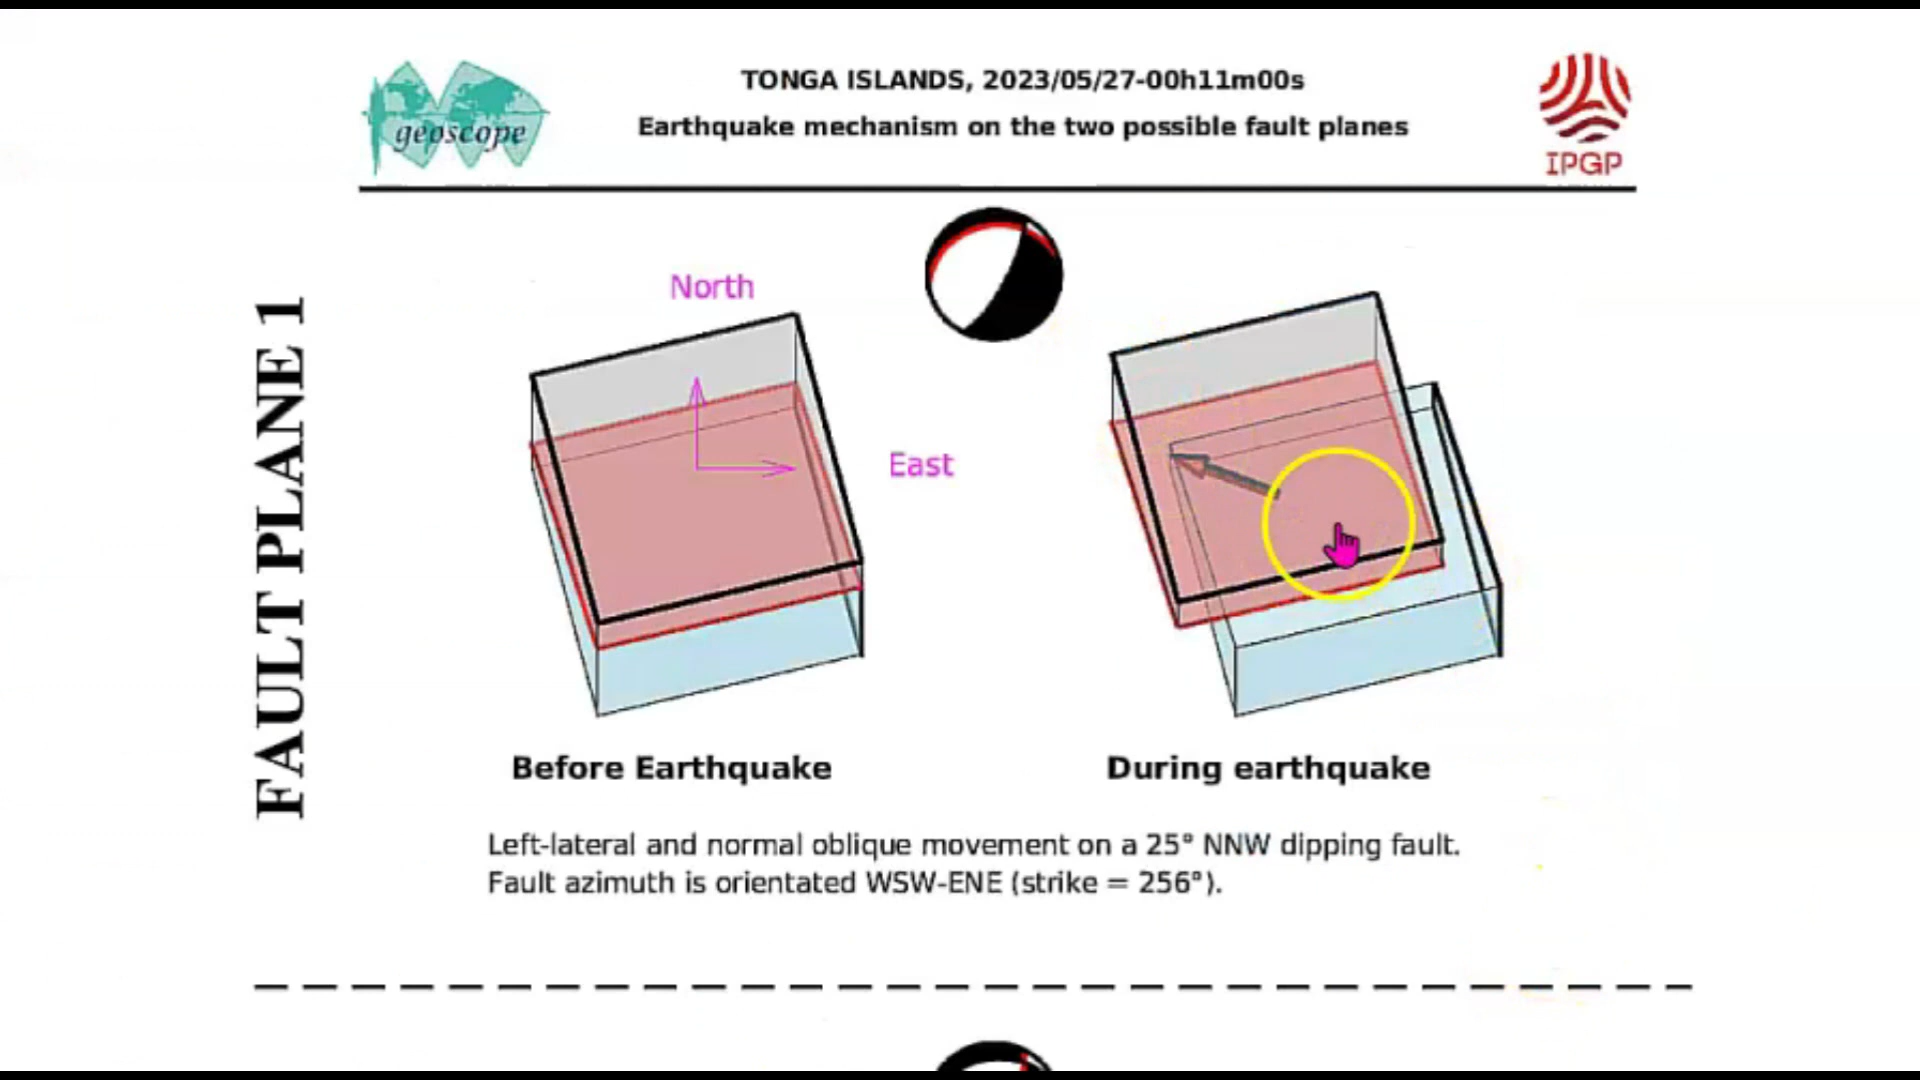 geoscope
TONGA ISLANDS, 2023/05/27-00h11m00s
Earthquake mechanism on the two possible fault planes
IPGP
FAULT PLANE 1
North
East
Before Earthquake
During earthquake
Left-lateral and normal oblique movement on a 25° NNW dipping fault.
Fault azimuth is orientated WSW-ENE (strike = 256°).